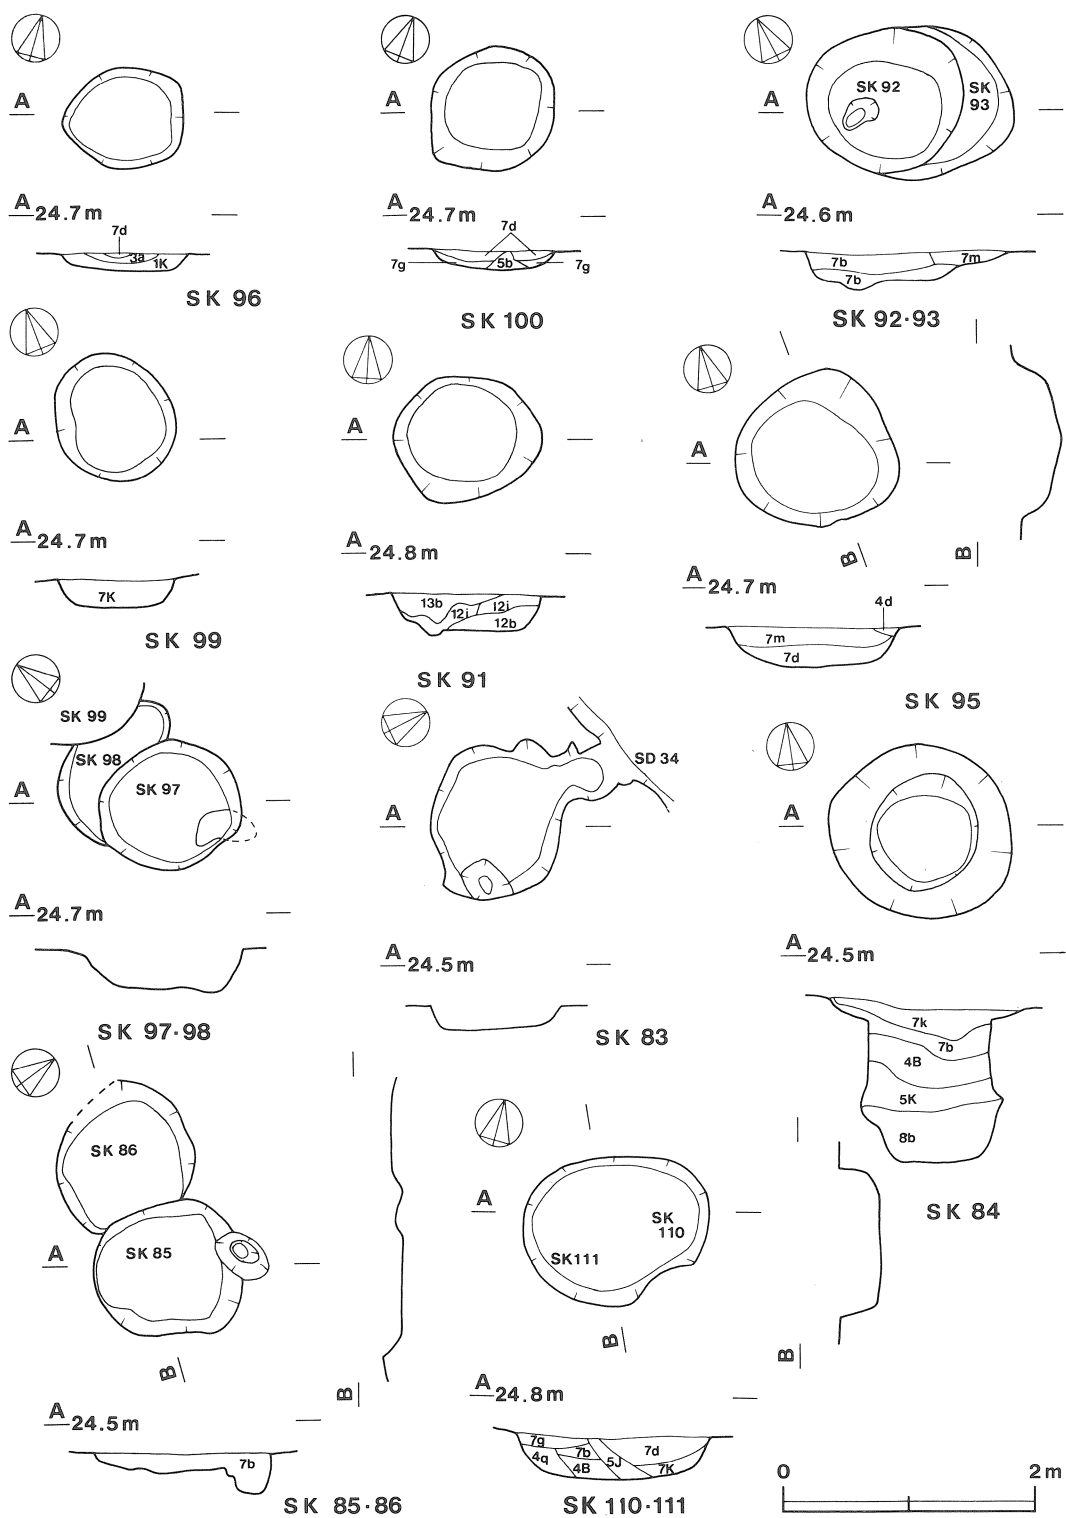 A
A 24.7m
7d
3a
1K
SK 96
A
A 24.7m
7d
7g 5b 7g
SK 100
SK 92
SK
93
A
A 24.6m
7b 7m
7b
SK 92·93
A
A 24.7m
7K
SK 99
A
A 24.8m
13b 12i 12i
12b
SK 91
A
B
B
A 24.7m
4d
7m
7d
SK 95
SK 99
SK 98
SK 97
A
A 24.7m
SK 97·98
SD 34
A
A 24.5m
SK 83
A
A 24.5m
7k
7b
4B
5K
8b
SK 84
SK 86
SK 85
A
B
B
A 24.5m
7b
SK 85·86
A
SK
110
SK111
B
B
A 24.8m
7g 7b 5J 7d
4q 4B 7K
SK 110·111
0 2m